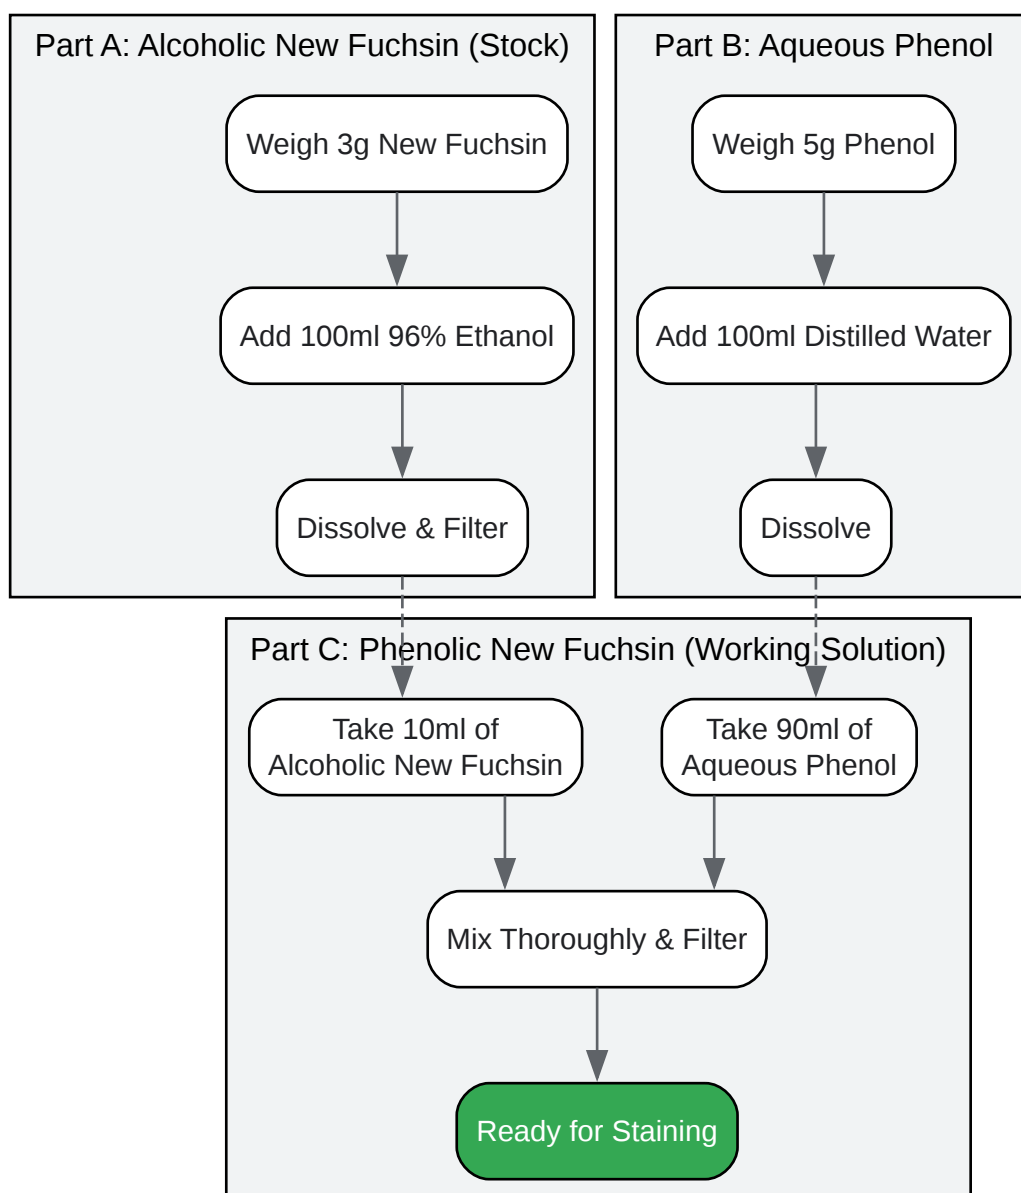 Part A: Alcoholic New Fuchsin (Stock)
Weigh 3g New Fuchsin
Add 100ml 96% Ethanol
Dissolve & Filter
Part B: Aqueous Phenol
Weigh 5g Phenol
Add 100ml Distilled Water
Dissolve
Part C: Phenolic New Fuchsin (Working Solution)
Take 10ml of
Alcoholic New Fuchsin
Take 90ml of
Aqueous Phenol
Mix Thoroughly & Filter
Ready for Staining